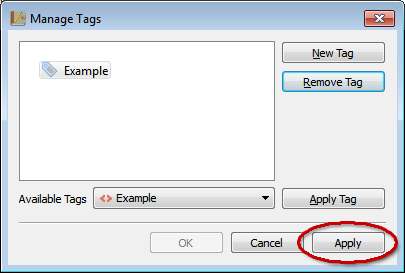 Manage Tags
Example
New Tag
Remove Tag
Available Tags
Example
Apply Tag
OK
Cancel
Apply